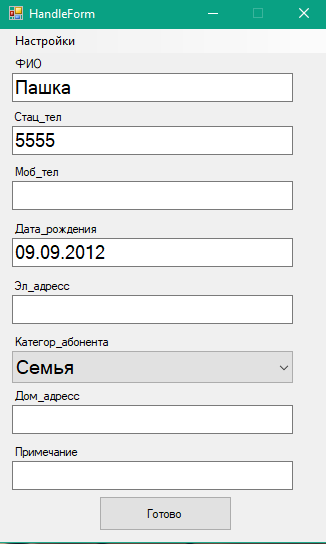 HandleForm
Настройки
ФИО
Пашка
Стац_тел
5555
Моб_тел
Дата_рождения
09.09.2012
Эл_адресс
Категор_абонента
Семья
Дом_адресс
Примечание
Готово